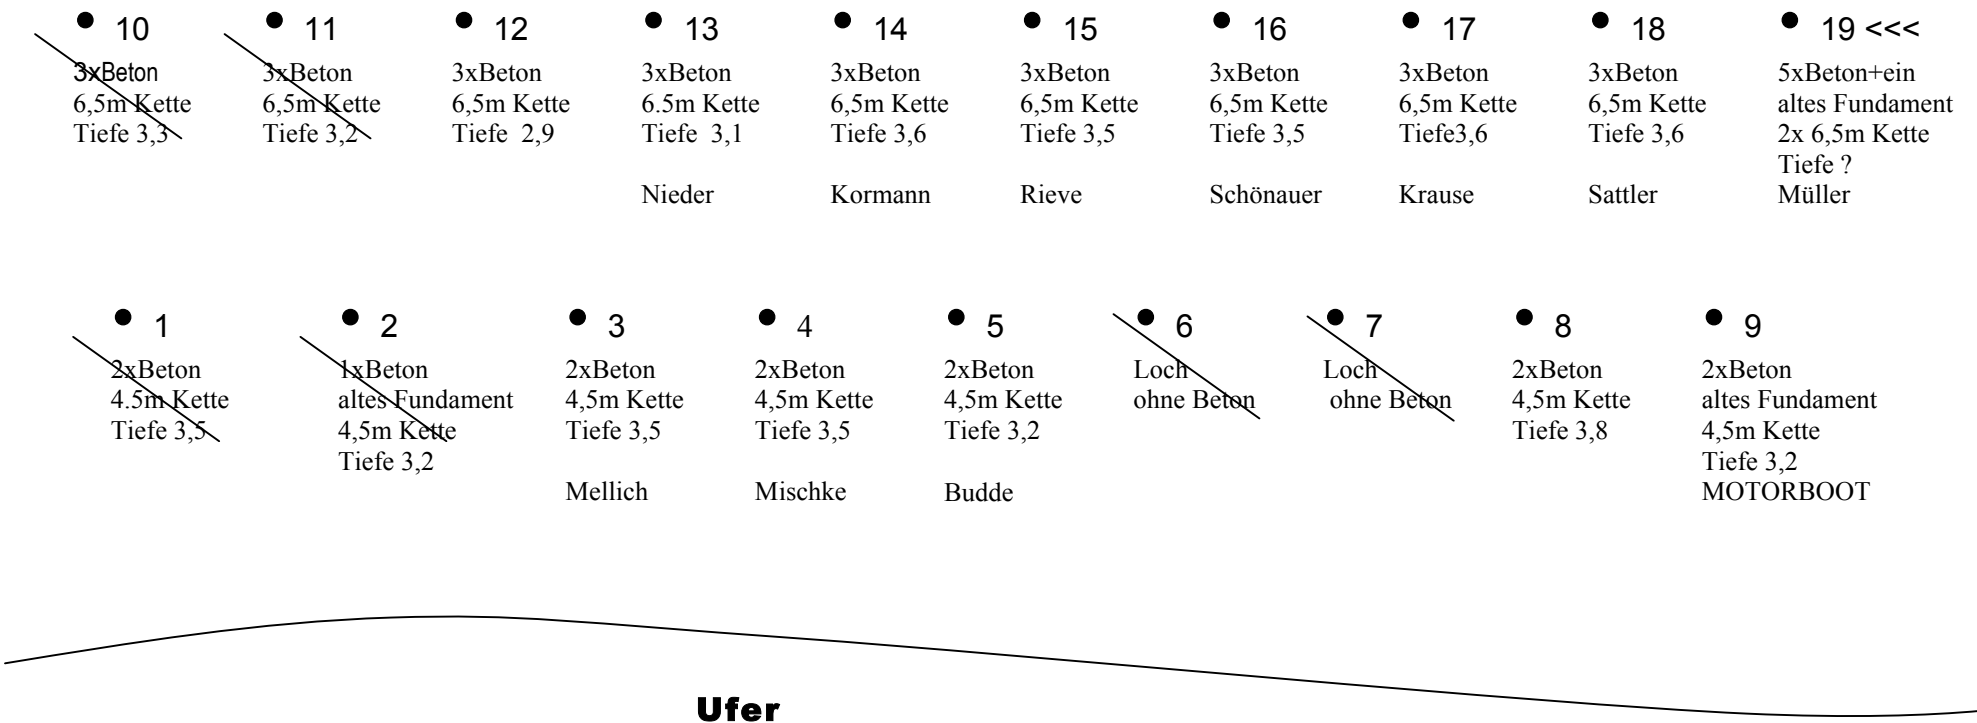 10
3xBeton
6,5m Kette
Tiefe 3,3
11
3xBeton
6,5m Kette
Tiefe 3,2
12
3xBeton
6,5m Kette
Tiefe 2,9
13
3xBeton
6.5m Kette
Tiefe 3,1
Nieder
14
3xBeton
6,5m Kette
Tiefe 3,6
Kormann
15
3xBeton
6,5m Kette
Tiefe 3,5
Rieve
16
3xBeton
6,5m Kette
Tiefe 3,5
Schönauer
17
3xBeton
6,5m Kette
Tiefe3,6
Krause
18
3xBeton
6,5m Kette
Tiefe 3,6
Sattler
19 <<<
5xBeton+ein
altes Fundament
2x 6,5m Kette
Tiefe ?
Müller
1
2xBeton
4.5m Kette
Tiefe 3,5
2
1xBeton
altes Fundament
4,5m Kette
Tiefe 3,2
3
2xBeton
4,5m Kette
Tiefe 3,5
Mellich
4
2xBeton
4,5m Kette
Tiefe 3,5
Mischke
5
2xBeton
4,5m Kette
Tiefe 3,2
Budde
6
Loch
ohne Beton
7
Loch
ohne Beton
8
2xBeton
4,5m Kette
Tiefe 3,8
9
2xBeton
altes Fundament
4,5m Kette
Tiefe 3,2
MOTORBOOT
Ufer